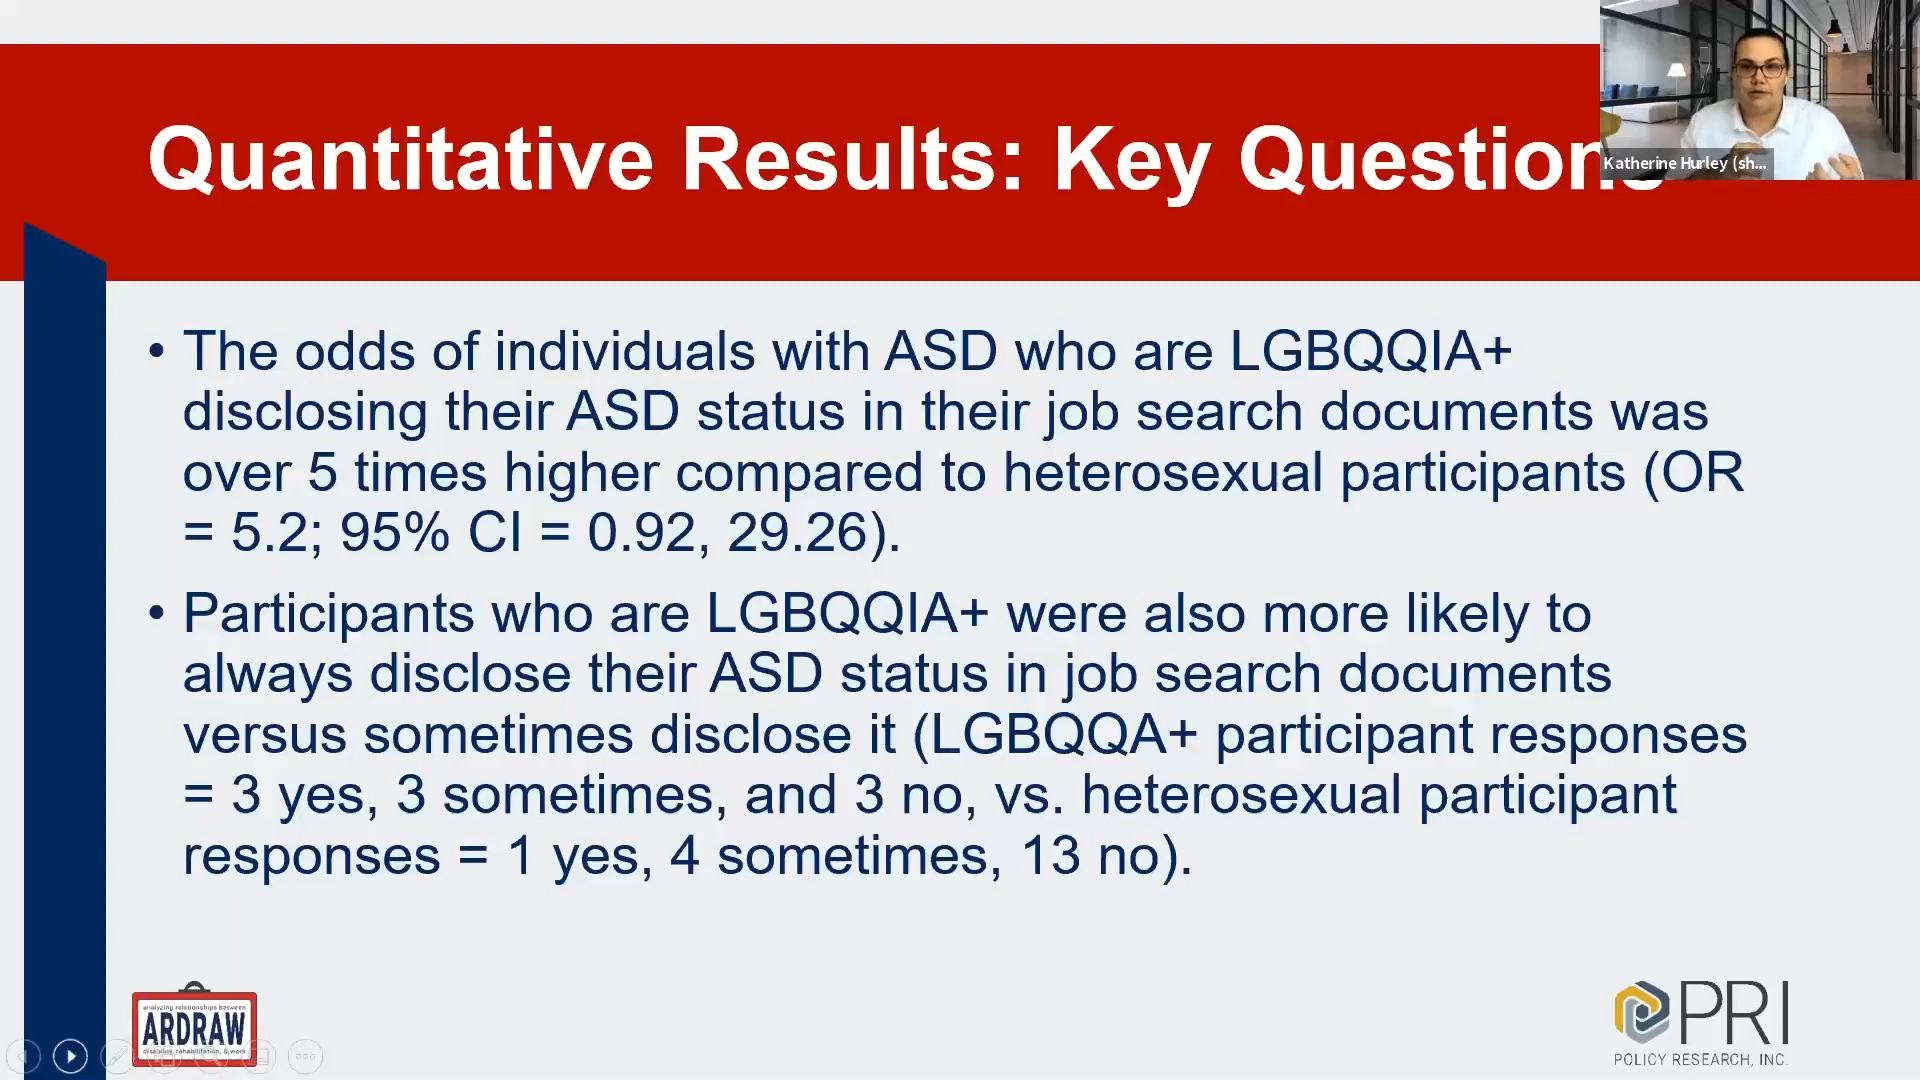 Quantitative Results: Key Questions
Katherine Hurley (sh...
• The odds of individuals with ASD who are LGBQQIA+
disclosing their ASD status in their job search documents was
over 5 times higher compared to heterosexual participants (OR
= 5.2; 95% CI = 0.92, 29.26).
• Participants who are LGBQQIA+ were also more likely to
always disclose their ASD status in job search documents
versus sometimes disclose it (LGBQQA+ participant responses
= 3 yes, 3 sometimes, and 3 no, vs. heterosexual participant
responses = 1 yes, 4 sometimes, 13 no).
analyzing relationships between
ARDRAW
disability, rehabilitation, & work
PRI
POLICY RESEARCH, INC.